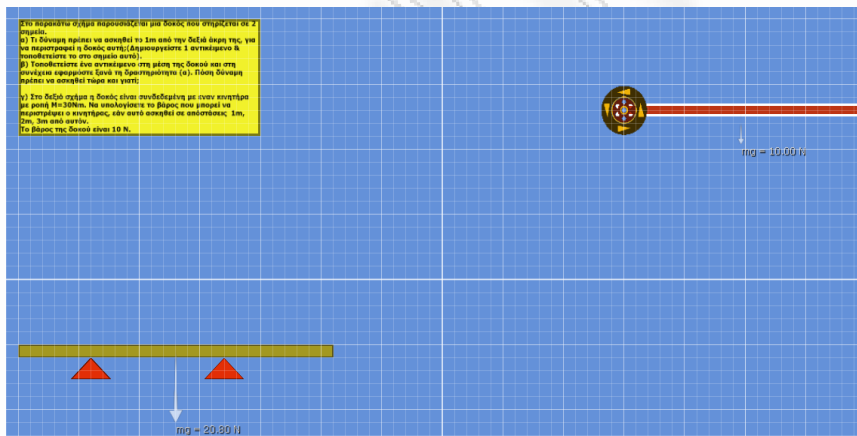 Στο παρακάτω σχήμα παρουσιάζεται μια δοκός που στηρίζεται σε 2
σημεία.
α) Τι δύναμη πρέπει να ασκηθεί το 1m από την δεξιά άκρη της, για
να περιστραφεί η δοκός αυτή;(Δημιουργείστε 1 αντικείμενο &
τοποθετείστε το στο σημείο αυτό).
β) Τοποθετείστε ένα αντικείμενο στη μέση της δοκού και στη
συνέχεια εφαρμόστε ξανά τη δραστηριότητα (α). Πόση δύναμη
πρέπει να ασκηθεί τώρα και γιατί;
γ) Στο δεξιό σχήμα η δοκός είναι συνδεδεμένη με εναν κινητήρα
με ροπή M=30Nm. Να υπολογίσετε το βάρος που μπορεί να
περιστρέψει ο κινητήρας, εάν αυτό ασκηθεί σε αποστάσεις 1m,
2m, 3m από αυτόν.
Το βάρος της δοκού είναι 10 N.
mg = 10.00 N
mg = 20.80 N